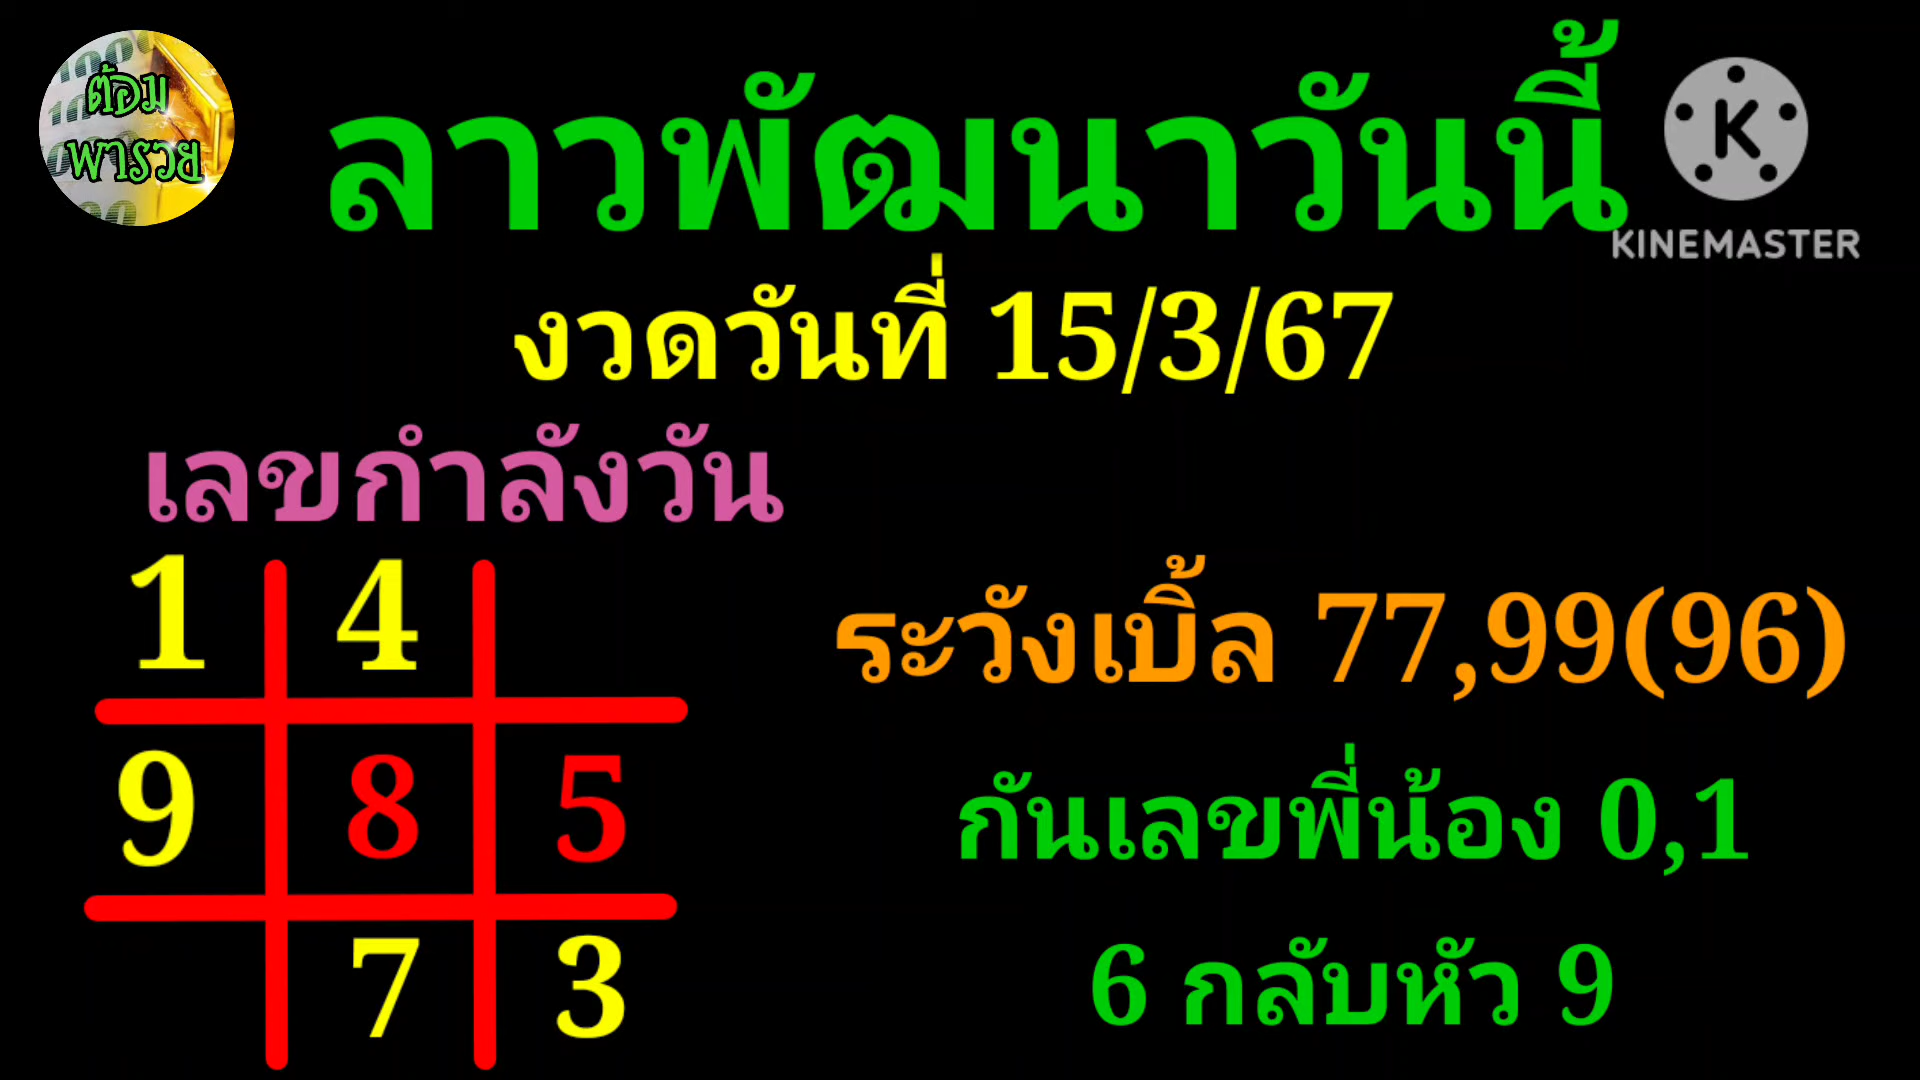 ต้อม
พารวย
ลาวพัฒนาวันนี้
KINEMASTER
งวดวันที่ 15/3/67
เลขกำลังวัน
1 4
9 8 5
7 3
ระวังเบิ้ล 77,99(96)
กันเลขพี่น้อง 0,1
6 กลับหัว 9